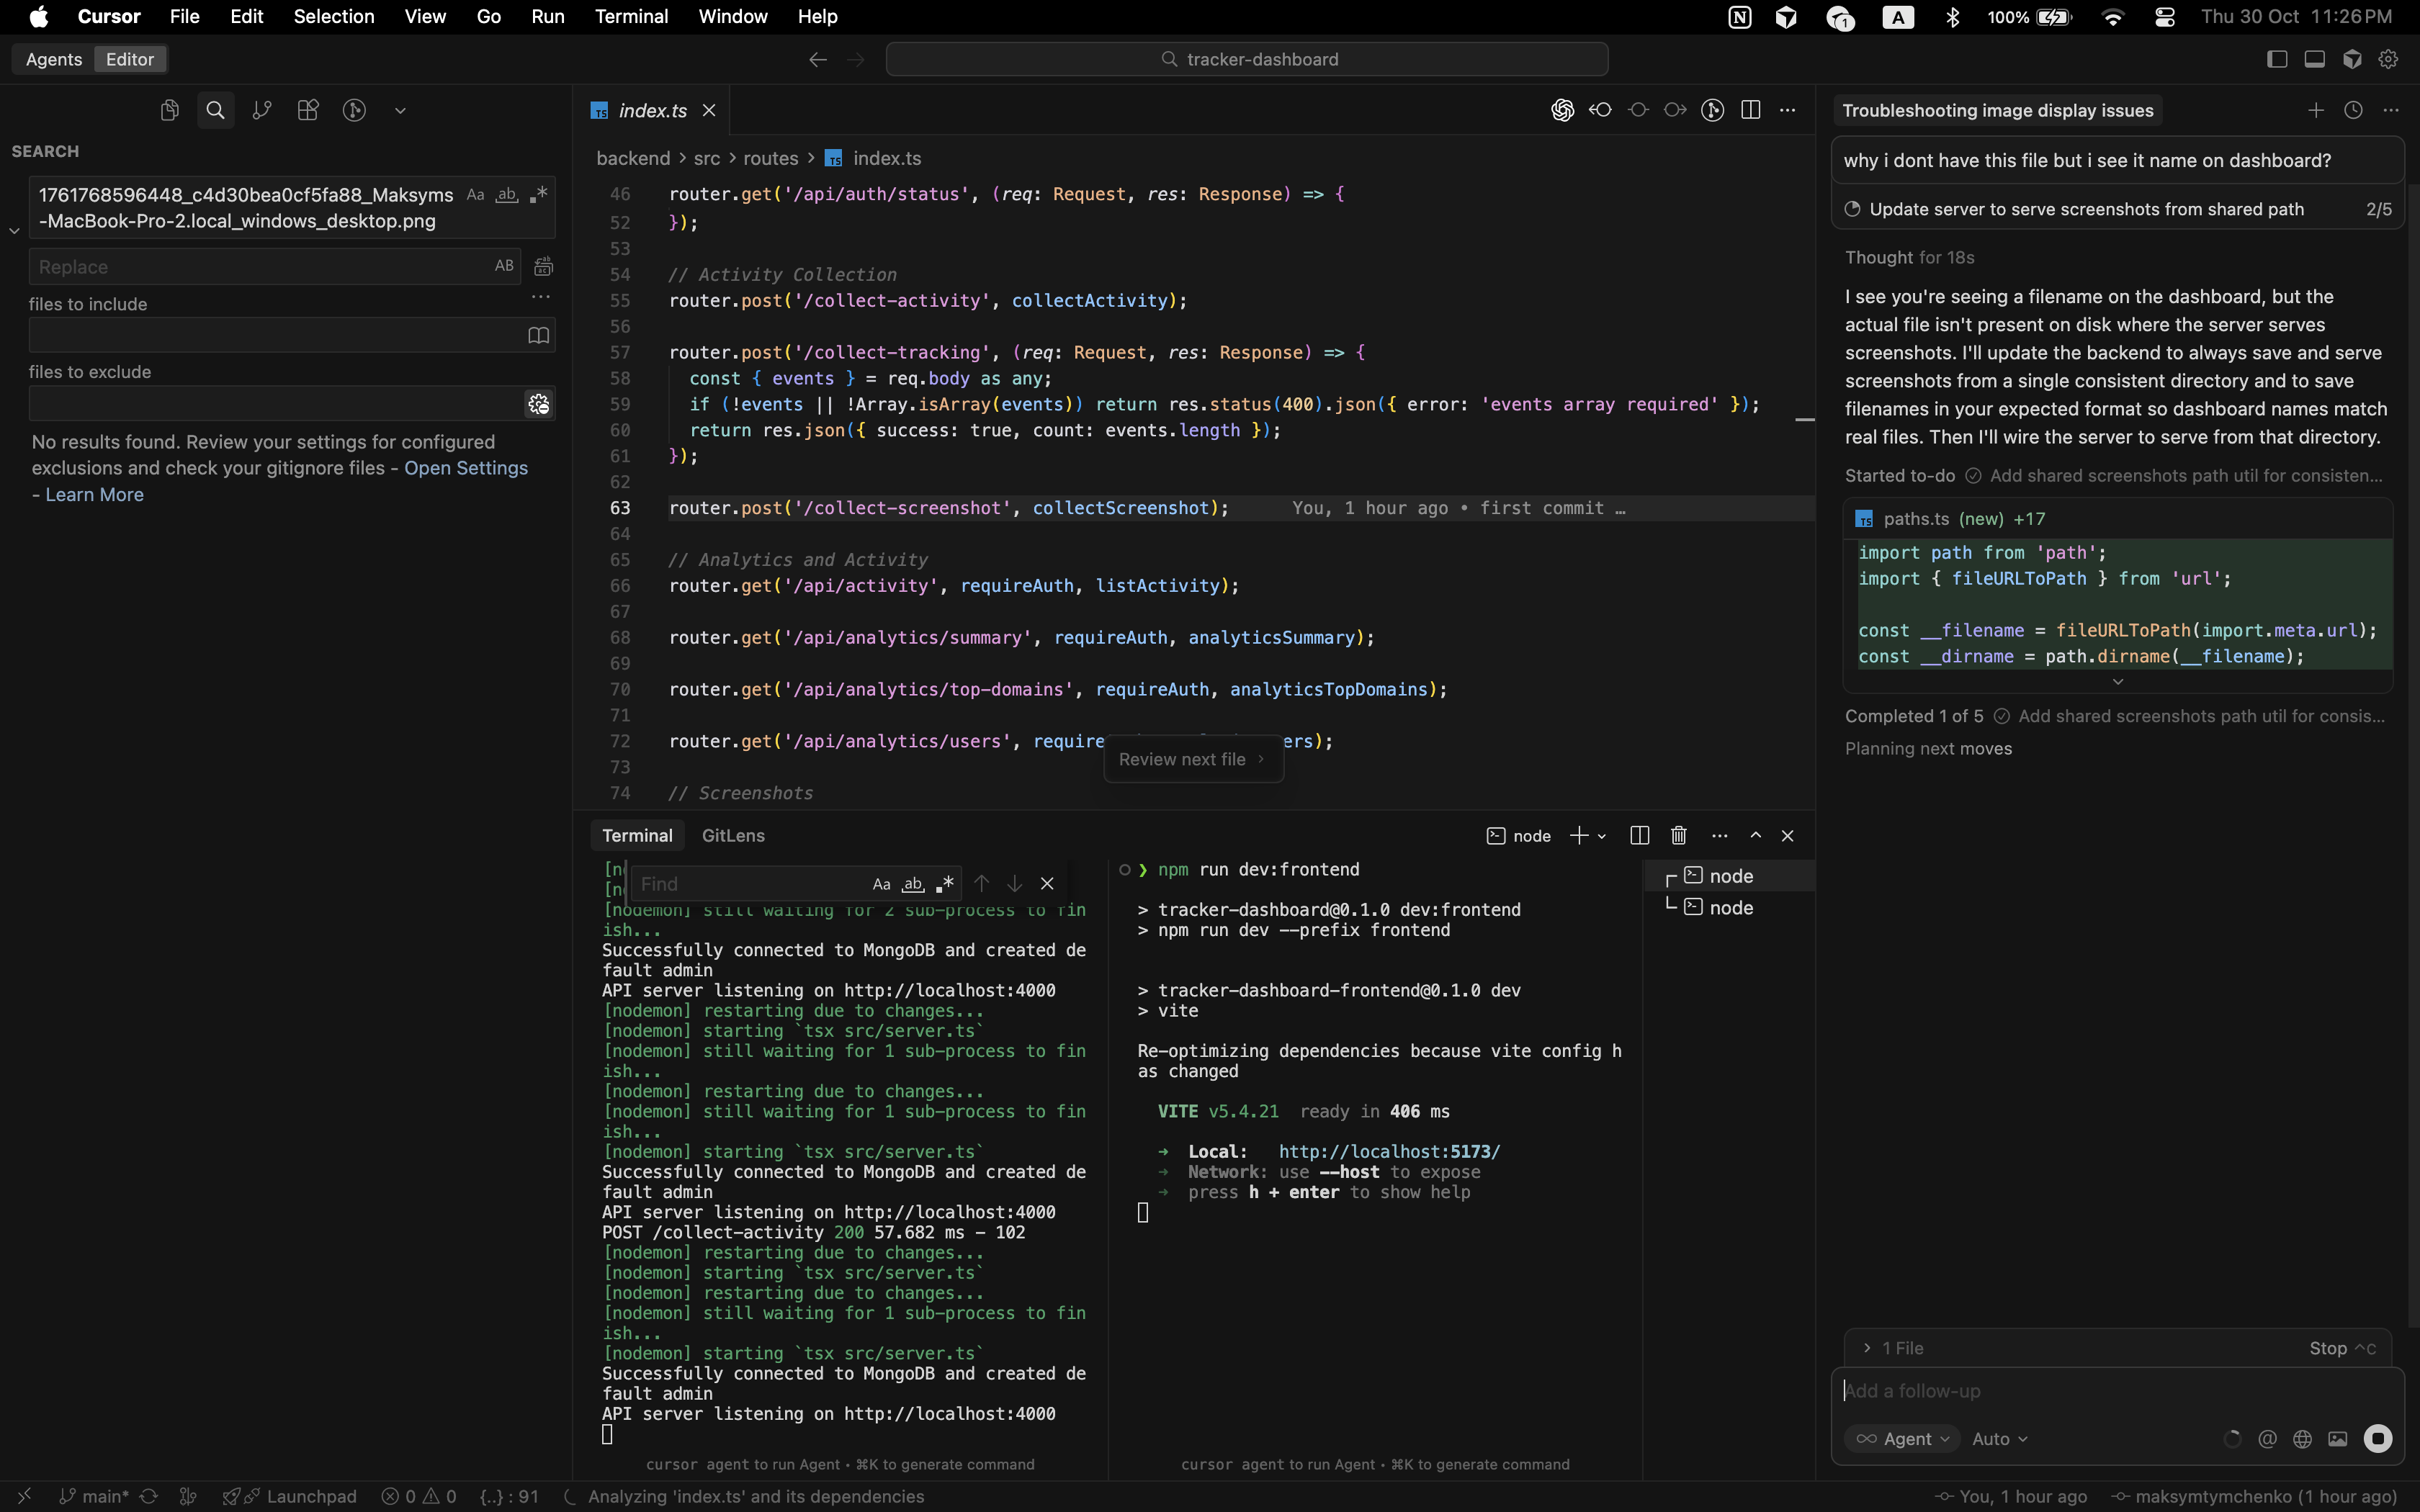 Cursor File Edit Selection View Go Run Terminal Window Help
1 A 100% Thu 30 Oct 11:26 PM
Agents Editor
tracker-dashboard
SEARCH
1761768596448_c4d30bea0cf5fa88_Maksyms
-MacBook-Pro-2.local_windows_desktop.png
Aa ab
Replace AB
files to include
files to exclude
No results found. Review your settings for configured
exclusions and check your gitignore files - Open Settings
- Learn More
TS index.ts
backend > src > routes > TS index.ts
46 router.get('/api/auth/status', (req: Request, res: Response) => {
52 });
53
54 // Activity Collection
55 router.post('/collect-activity', collectActivity);
56
57 router.post('/collect-tracking', (req: Request, res: Response) => {
58 const { events } = req.body as any;
59 if (!events || !Array.isArray(events)) return res.status(400).json({ error: 'events array required' });
60 return res.json({ success: true, count: events.length });
61 });
62
63 router.post('/collect-screenshot', collectScreenshot); You, 1 hour ago • first commit …
64
65 // Analytics and Activity
66 router.get('/api/activity', requireAuth, listActivity);
67
68 router.get('/api/analytics/summary', requireAuth, analyticsSummary);
69
70 router.get('/api/analytics/top-domains', requireAuth, analyticsTopDomains);
71
72 router.get('/api/analytics/users', require ers);
73
74 // Screenshots
Review next file >
Terminal GitLens
node
Find Aa ab
[nodemon] still waiting for 2 sub-process to fin
ish...
Successfully connected to MongoDB and created de
fault admin
API server listening on http://localhost:4000
[nodemon] restarting due to changes...
[nodemon] starting `tsx src/server.ts`
[nodemon] still waiting for 1 sub-process to fin
ish...
[nodemon] restarting due to changes...
[nodemon] still waiting for 1 sub-process to fin
ish...
[nodemon] starting `tsx src/server.ts`
Successfully connected to MongoDB and created de
fault admin
API server listening on http://localhost:4000
POST /collect-activity 200 57.682 ms - 102
[nodemon] restarting due to changes...
[nodemon] starting `tsx src/server.ts`
[nodemon] restarting due to changes...
[nodemon] still waiting for 1 sub-process to fin
ish...
[nodemon] starting `tsx src/server.ts`
Successfully connected to MongoDB and created de
fault admin
API server listening on http://localhost:4000
cursor agent to run Agent • ⌘K to generate command
❯ npm run dev:frontend
> tracker-dashboard@0.1.0 dev:frontend
> npm run dev --prefix frontend
> tracker-dashboard-frontend@0.1.0 dev
> vite
Re-optimizing dependencies because vite config h
as changed
VITE v5.4.21 ready in 406 ms
➜ Local: http://localhost:5173/
➜ Network: use --host to expose
➜ press h + enter to show help
cursor agent to run Agent • ⌘K to generate command
node
node
Troubleshooting image display issues
why i dont have this file but i see it name on dashboard?
Update server to serve screenshots from shared path 2/5
Thought for 18s
I see you're seeing a filename on the dashboard, but the
actual file isn't present on disk where the server serves
screenshots. I'll update the backend to always save and serve
screenshots from a single consistent directory and to save
filenames in your expected format so dashboard names match
real files. Then I'll wire the server to serve from that directory.
Started to-do Add shared screenshots path util for consisten...
TS paths.ts (new) +17
import path from 'path';
import { fileURLToPath } from 'url';
const __filename = fileURLToPath(import.meta.url);
const __dirname = path.dirname(__filename);
Completed 1 of 5 Add shared screenshots path util for consis...
Planning next moves
> 1 File Stop ^C
Add a follow-up
Agent Auto
main* Launchpad 0 0 {..} : 91 Analyzing 'index.ts' and its dependencies
You, 1 hour ago maksymtymchenko (1 hour ago)